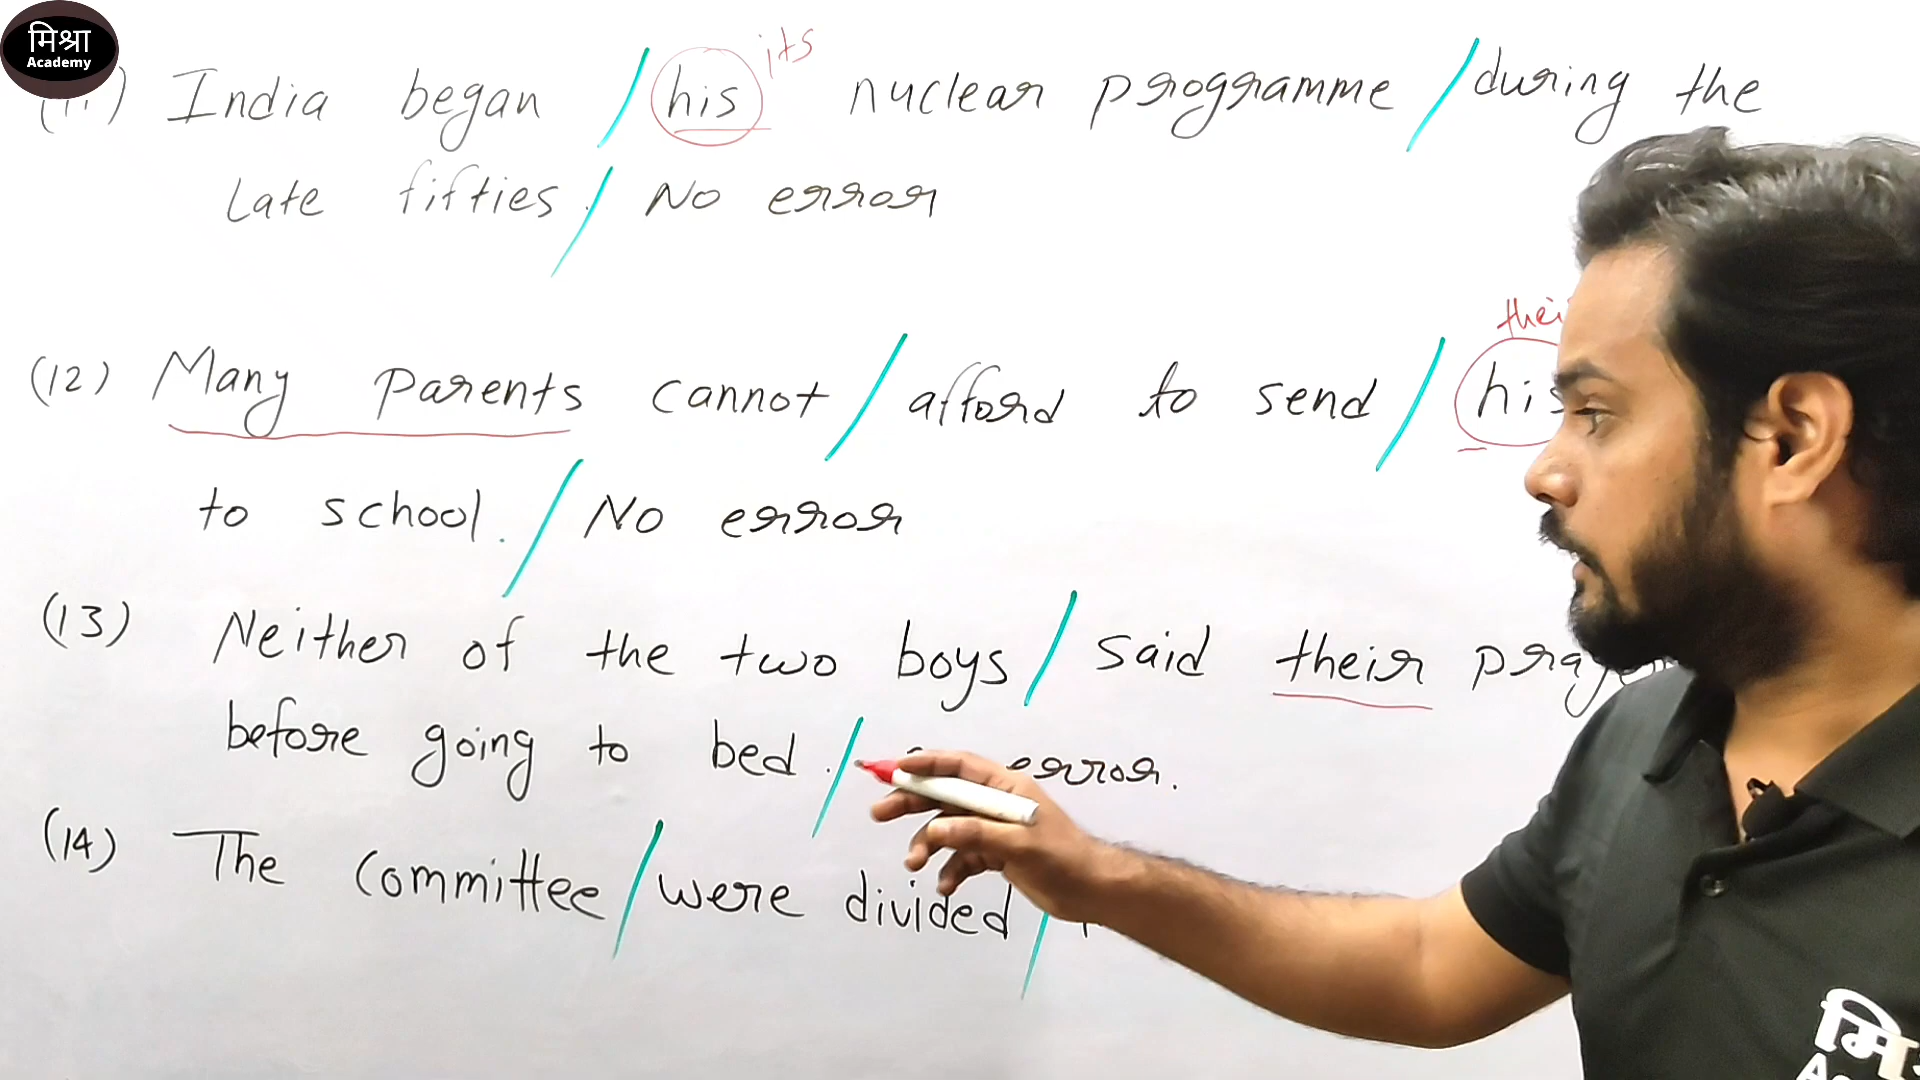 मिश्रा
Academy
its
(11) India began / his nuclear programme / during the
late fifties. / No error
(12) Many Parents cannot / afford to send / his
to school. / No error
(13) Neither of the two boys / said their
before going to bed. / error.
(14) The Committee / were divided /